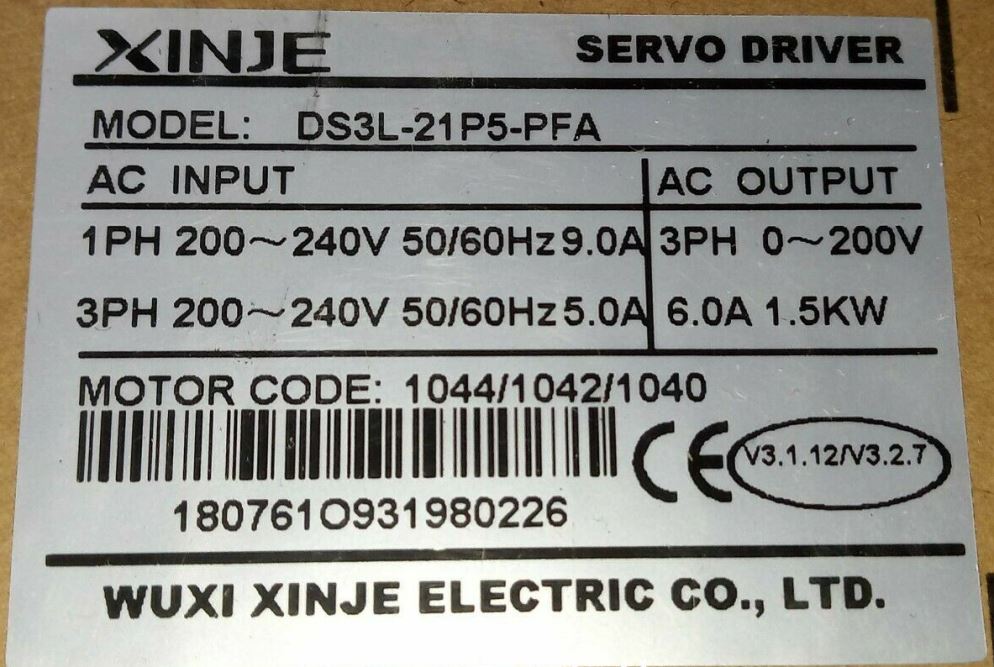 XINJE SERVO DRIVER
MODEL: DS3L-21P5-PFA
AC INPUT AC OUTPUT
1PH 200～240V 50/60Hz 9.0A 3PH 0～200V
3PH 200～240V 50/60Hz 5.0A 6.0A 1.5KW
MOTOR CODE: 1044/1042/1040
CE V3.1.12/V3.2.7
180761O931980226
WUXI XINJE ELECTRIC CO., LTD.